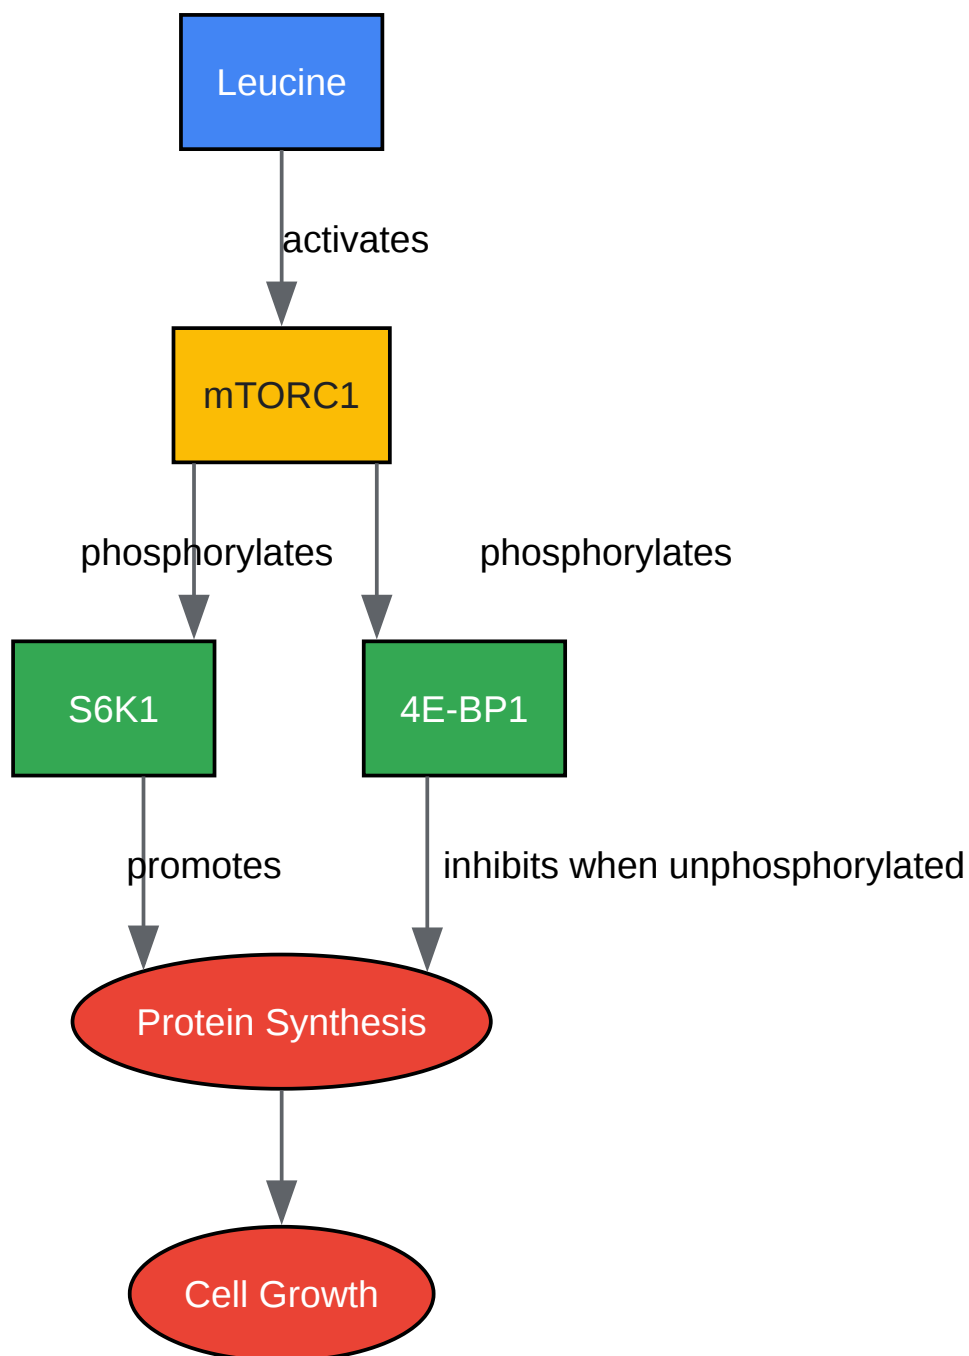 Leucine
activates
mTORC1
phosphorylates
phosphorylates
S6K1
4E-BP1
promotes
inhibits when unphosphorylated
Protein Synthesis
Cell Growth